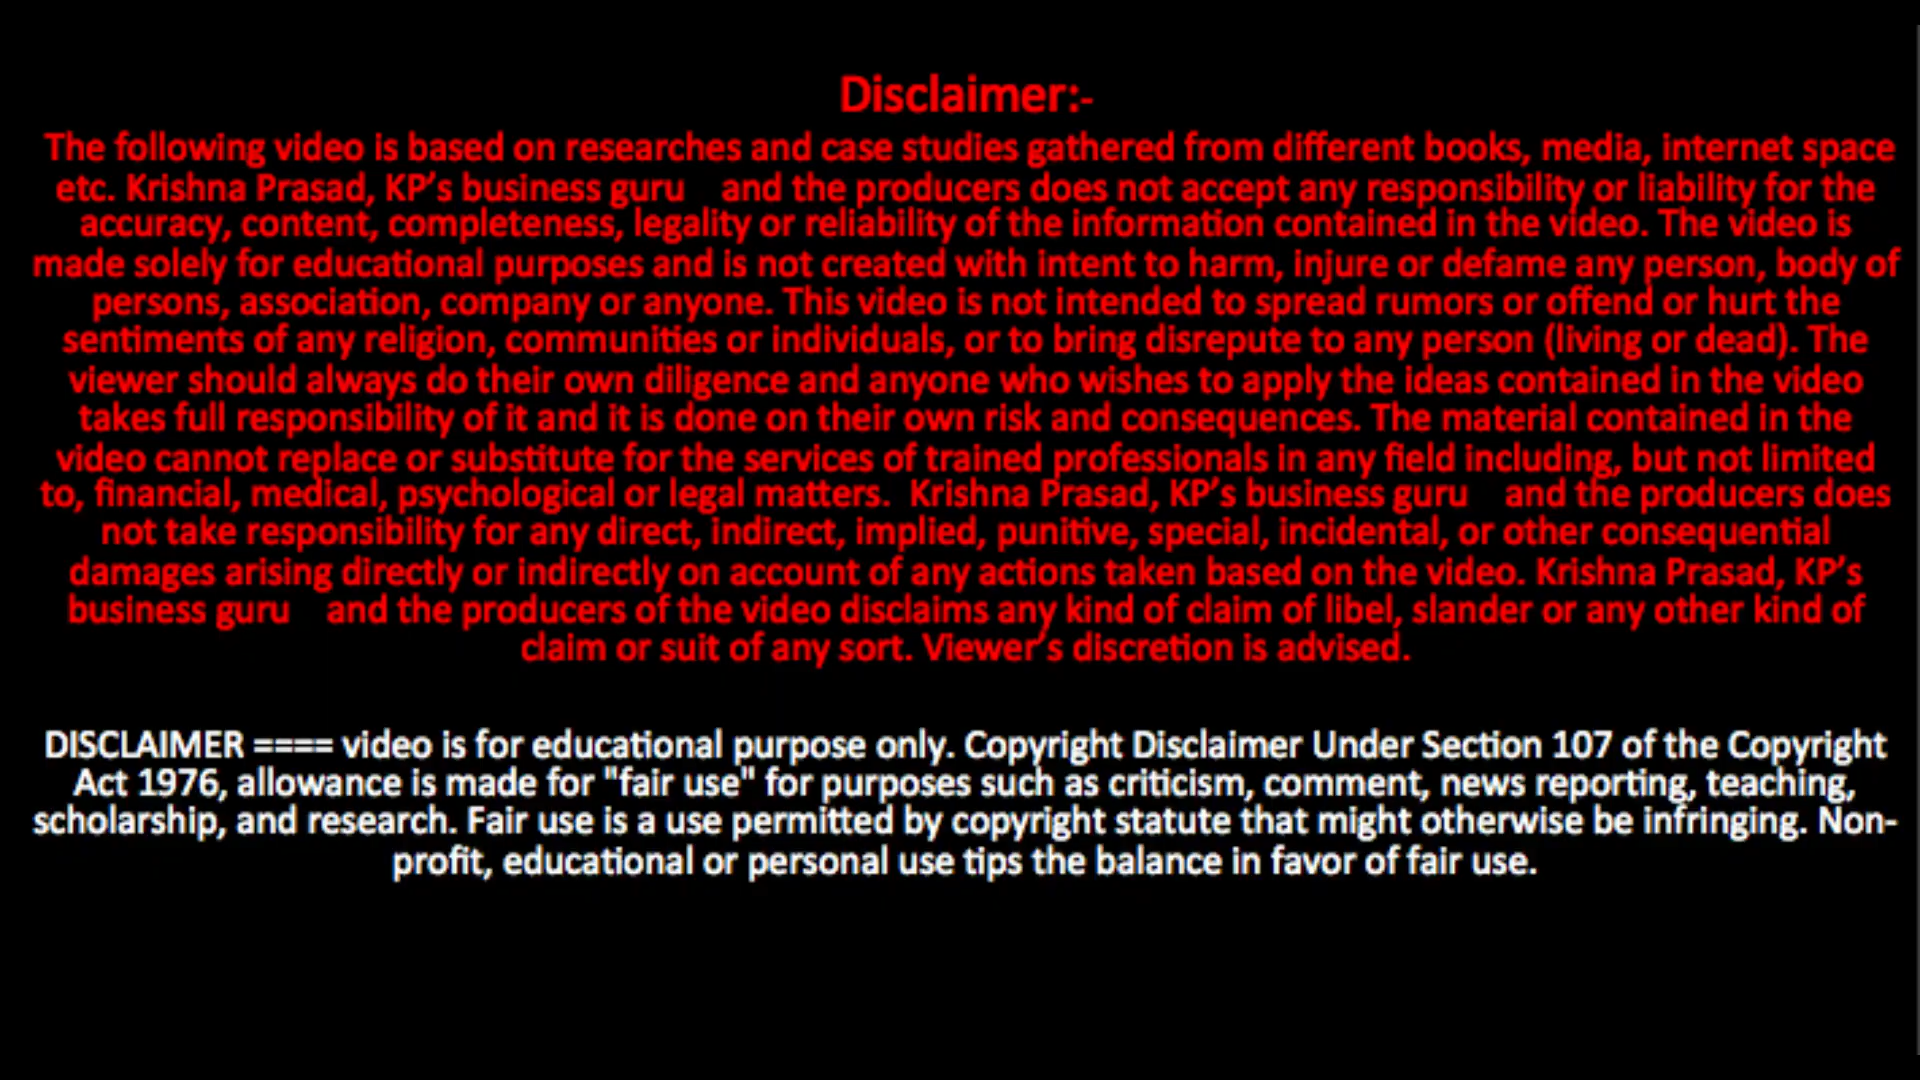 Disclaimer:-
The following video is based on researches and case studies gathered from different books, media, internet space
etc. Krishna Prasad, KP’s business guru    and the producers does not accept any responsibility or liability for the
accuracy, content, completeness, legality or reliability of the information contained in the video. The video is
made solely for educational purposes and is not created with intent to harm, injure or defame any person, body of
persons, association, company or anyone. This video is not intended to spread rumors or offend or hurt the
sentiments of any religion, communities or individuals, or to bring disrepute to any person (living or dead). The
viewer should always do their own diligence and anyone who wishes to apply the ideas contained in the video
takes full responsibility of it and it is done on their own risk and consequences. The material contained in the
video cannot replace or substitute for the services of trained professionals in any field including, but not limited
to, financial, medical, psychological or legal matters.  Krishna Prasad, KP’s business guru    and the producers does
not take responsibility for any direct, indirect, implied, punitive, special, incidental, or other consequential
damages arising directly or indirectly on account of any actions taken based on the video. Krishna Prasad, KP’s
business guru    and the producers of the video disclaims any kind of claim of libel, slander or any other kind of
claim or suit of any sort. Viewer’s discretion is advised.
DISCLAIMER ==== video is for educational purpose only. Copyright Disclaimer Under Section 107 of the Copyright
Act 1976, allowance is made for "fair use" for purposes such as criticism, comment, news reporting, teaching,
scholarship, and research. Fair use is a use permitted by copyright statute that might otherwise be infringing. Non-
profit, educational or personal use tips the balance in favor of fair use.